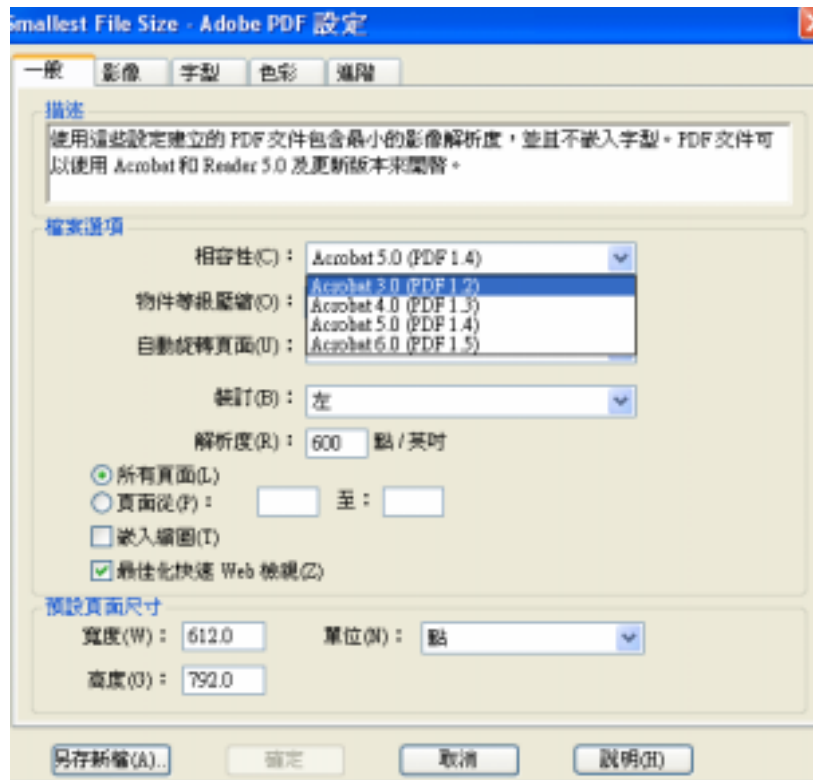 Smallest File Size - Adobe PDF 設定
一般 影像 字型 色彩 進階
描述
使用這些設定建立的 PDF 文件包含最小的影像解析度，並且不嵌入字型。PDF 文件可
以使用 Acrobat 和 Reader 5.0 及更新版本來開啓。
檔案選項
相容性(C)： Acrobat 5.0 (PDF 1.4)
Acrobat 3.0 (PDF 1.2)
物件等級壓縮(O)： Acrobat 4.0 (PDF 1.3)
Acrobat 5.0 (PDF 1.4)
自動旋轉頁面(U)： Acrobat 6.0 (PDF 1.5)
裝訂(B)： 左
解析度(R)： 600 點 / 英吋
所有頁面(L)
頁面從(P)： 至：
嵌入縮圖(T)
最佳化快速 Web 檢視(Z)
預設頁面尺寸
寬度(W)： 612.0 單位(N)： 點
高度(G)： 792.0
另存新檔(A).. 確定 取消 說明(H)